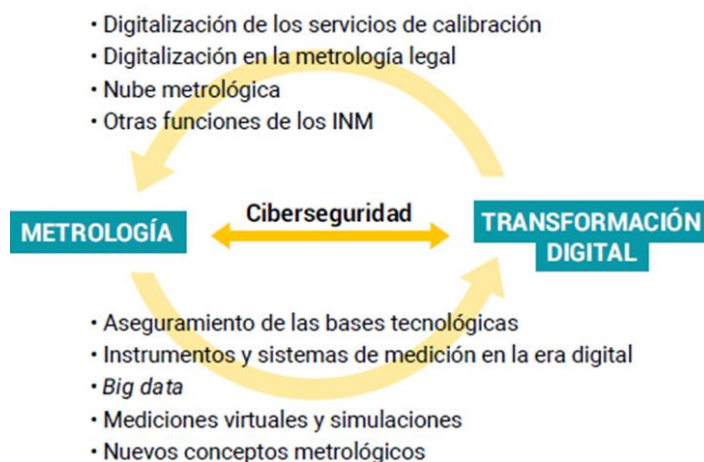 • Digitalización de los servicios de calibración
• Digitalización en la metrología legal
• Nube metrológica
• Otras funciones de los INM
METROLOGÍA
Ciberseguridad
TRANSFORMACIÓN
DIGITAL
• Aseguramiento de las bases tecnológicas
• Instrumentos y sistemas de medición en la era digital
• Big data
• Mediciones virtuales y simulaciones
• Nuevos conceptos metrológicos